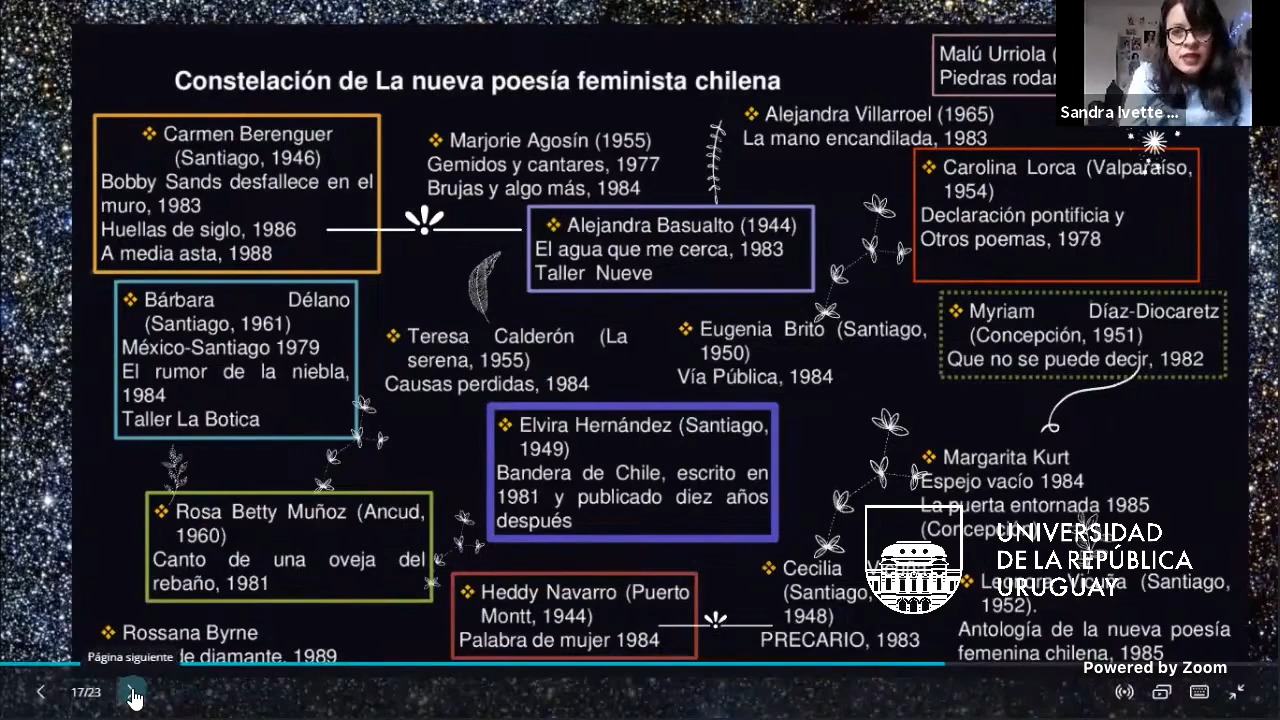 Constelación de La nueva poesía feminista chilena
Malú Urriola (
Piedras rodan
Sandra Ivette ...
Carmen Berenguer
(Santiago, 1946)
Bobby Sands desfallece en el
muro, 1983
Huellas de siglo, 1986
A media asta, 1988
Marjorie Agosín (1955)
Gemidos y cantares, 1977
Brujas y algo más, 1984
Alejandra Villarroel (1965)
La mano encandilada, 1983
Carolina Lorca (Valparaíso,
1954)
Declaración pontificia y
Otros poemas, 1978
Alejandra Basualto (1944)
El agua que me cerca, 1983
Taller Nueve
Bárbara Délano
(Santiago, 1961)
México-Santiago 1979
El rumor de la niebla,
1984
Taller La Botica
Teresa Calderón (La
serena, 1955)
Causas perdidas, 1984
Eugenia Brito (Santiago,
1950)
Vía Pública, 1984
Myriam Díaz-Diocaretz
(Concepción, 1951)
Que no se puede decir, 1982
Elvira Hernández (Santiago,
1949)
Bandera de Chile, escrito en
1981 y publicado diez años
después
Margarita Kurt
Espejo vacío 1984
La puerta entornada 1985
(Concepción)
Rosa Betty Muñoz (Ancud,
1960)
Canto de una oveja del
rebaño, 1981
Heddy Navarro (Puerto
Montt, 1944)
Palabra de mujer 1984
Cecilia
(Santiago,
1948)
PRECARIO, 1983
UNIVERSIDAD
DE LA REPÚBLICA
URUGUAY
Leonora Vicuña (Santiago,
1952).
Antología de la nueva poesía
femenina chilena, 1985
Rossana Byrne
le diamante, 1989
Página siguiente
17/23
Powered by Zoom